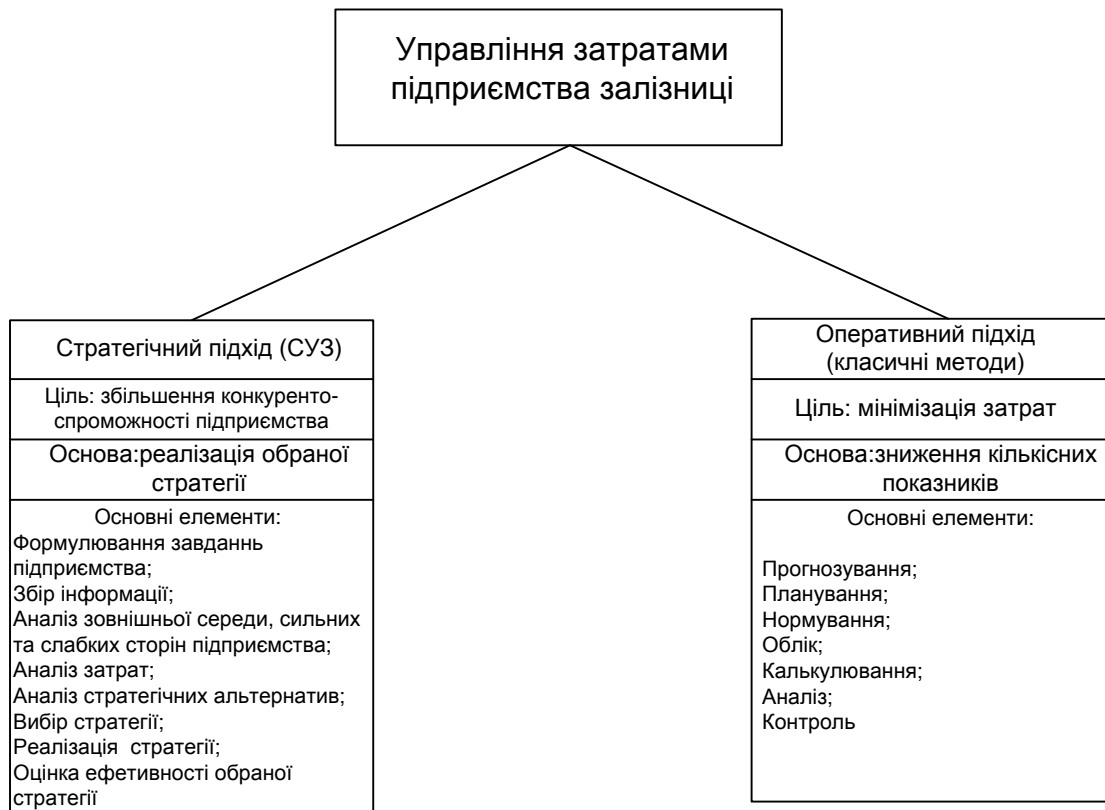 Управління затратами
підприємства залізниці
Стратегічний підхід (СУЗ)
Ціль: збільшення конкуренто-
спроможності підприємства
Основа:реалізація обраної
стратегії
Основні елементи:
Формулювання завданнь
підприємства;
Збір інформації;
Аналіз зовнішньої середи, сильних
та слабких сторін підприємства;
Аналіз затрат;
Аналіз стратегічних альтернатив;
Вибір стратегії;
Реалізація стратегії;
Оцінка ефетивності обраної
стратегії
Оперативний підхід
(класичні методи)
Ціль: мінімізація затрат
Основа:зниження кількісних
показників
Основні елементи:
Прогнозування;
Планування;
Нормування;
Облік;
Калькулювання;
Аналіз;
Контроль